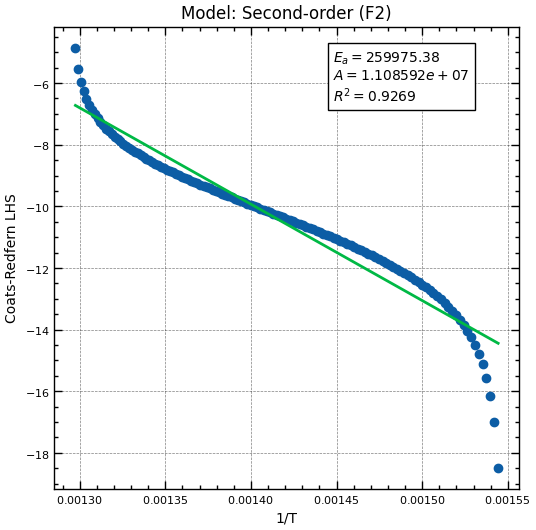 Model: Second-order (F2)
E_a = 259975.38
A = 1.108592e + 07
R² = 0.9269
Coats-Redfern LHS
−6
−8
−10
−12
−14
−16
−18
0.00130 0.00135 0.00140 0.00145 0.00150 0.00155
1/T